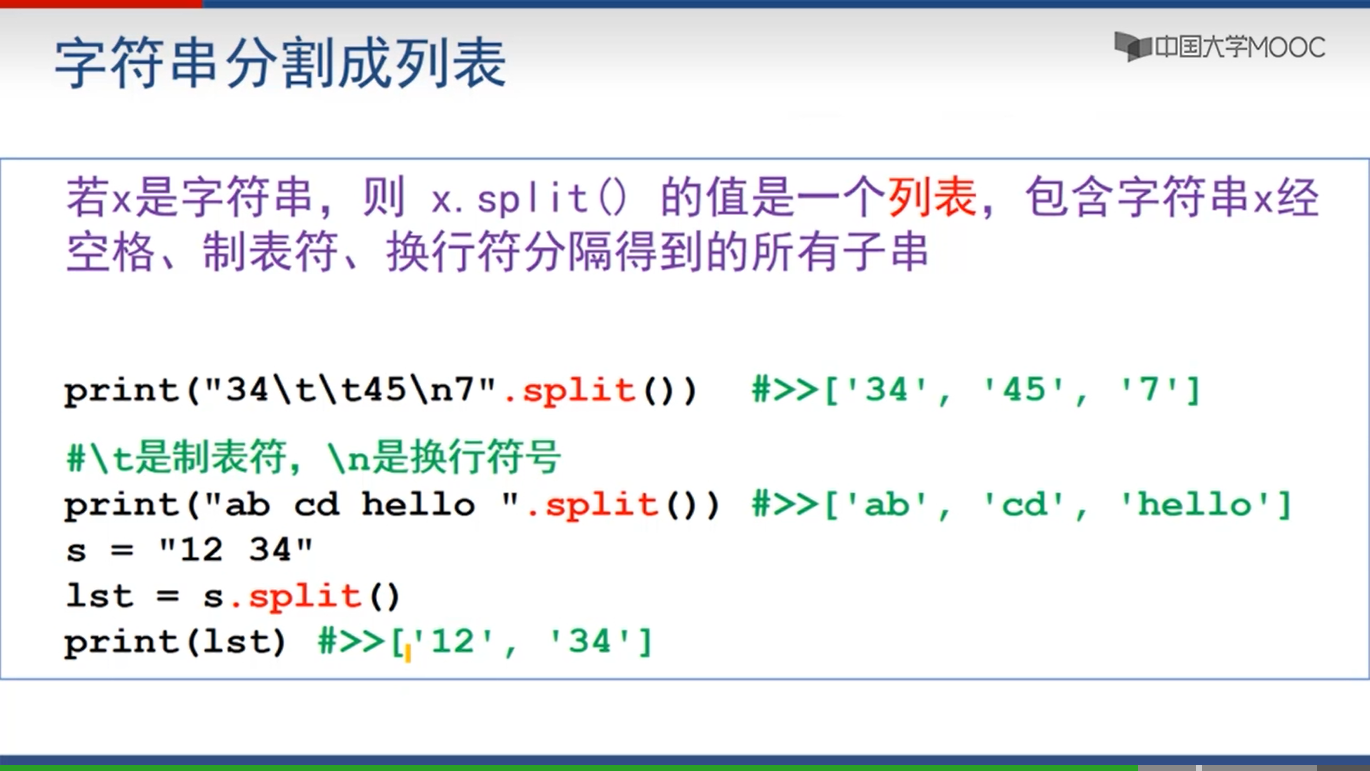 字符串分割成列表
中国大学MOOC
若x是字符串，则 x.split() 的值是一个列表，包含字符串x经
空格、制表符、换行符分隔得到的所有子串
print("34\t\t45\n7".split())  #>>['34', '45', '7']
#\t是制表符，\n是换行符号
print("ab cd hello ".split()) #>>['ab', 'cd', 'hello']
s = "12 34"
lst = s.split()
print(lst) #>>['12', '34']